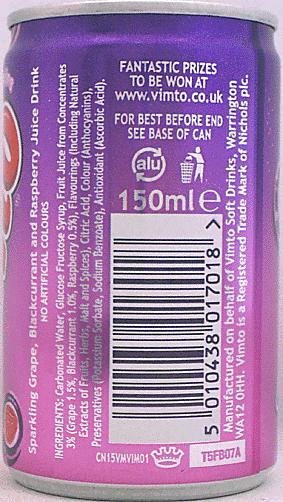 Sparkling Grape, Blackcurrant and Raspberry Juice Drink
NO ARTIFICIAL COLOURS
INGREDIENTS: Carbonated Water, Glucose Fructose Syrup, Fruit Juice from Concentrates
3% (Grape 1.5%, Blackcurrant 1.0%, Raspberry 0.5%), Flavourings (Including Natural
Extracts of Fruits, Herbs, Malt and Spices), Citric Acid, Colour (Anthocyanins),
Preservatives (Potassium Sorbate, Sodium Benzoate), Antioxidant (Ascorbic Acid).
FANTASTIC PRIZES
TO BE WON AT
www.vimto.co.uk
FOR BEST BEFORE END
SEE BASE OF CAN
alu
150ml e
5 010438 017018 >
CN15VMVIM01
T5FB07A
Manufactured on behalf of Vimto Soft Drinks, Warrington
WA12 0HH. Vimto is a Registered Trade Mark of Nichols plc.